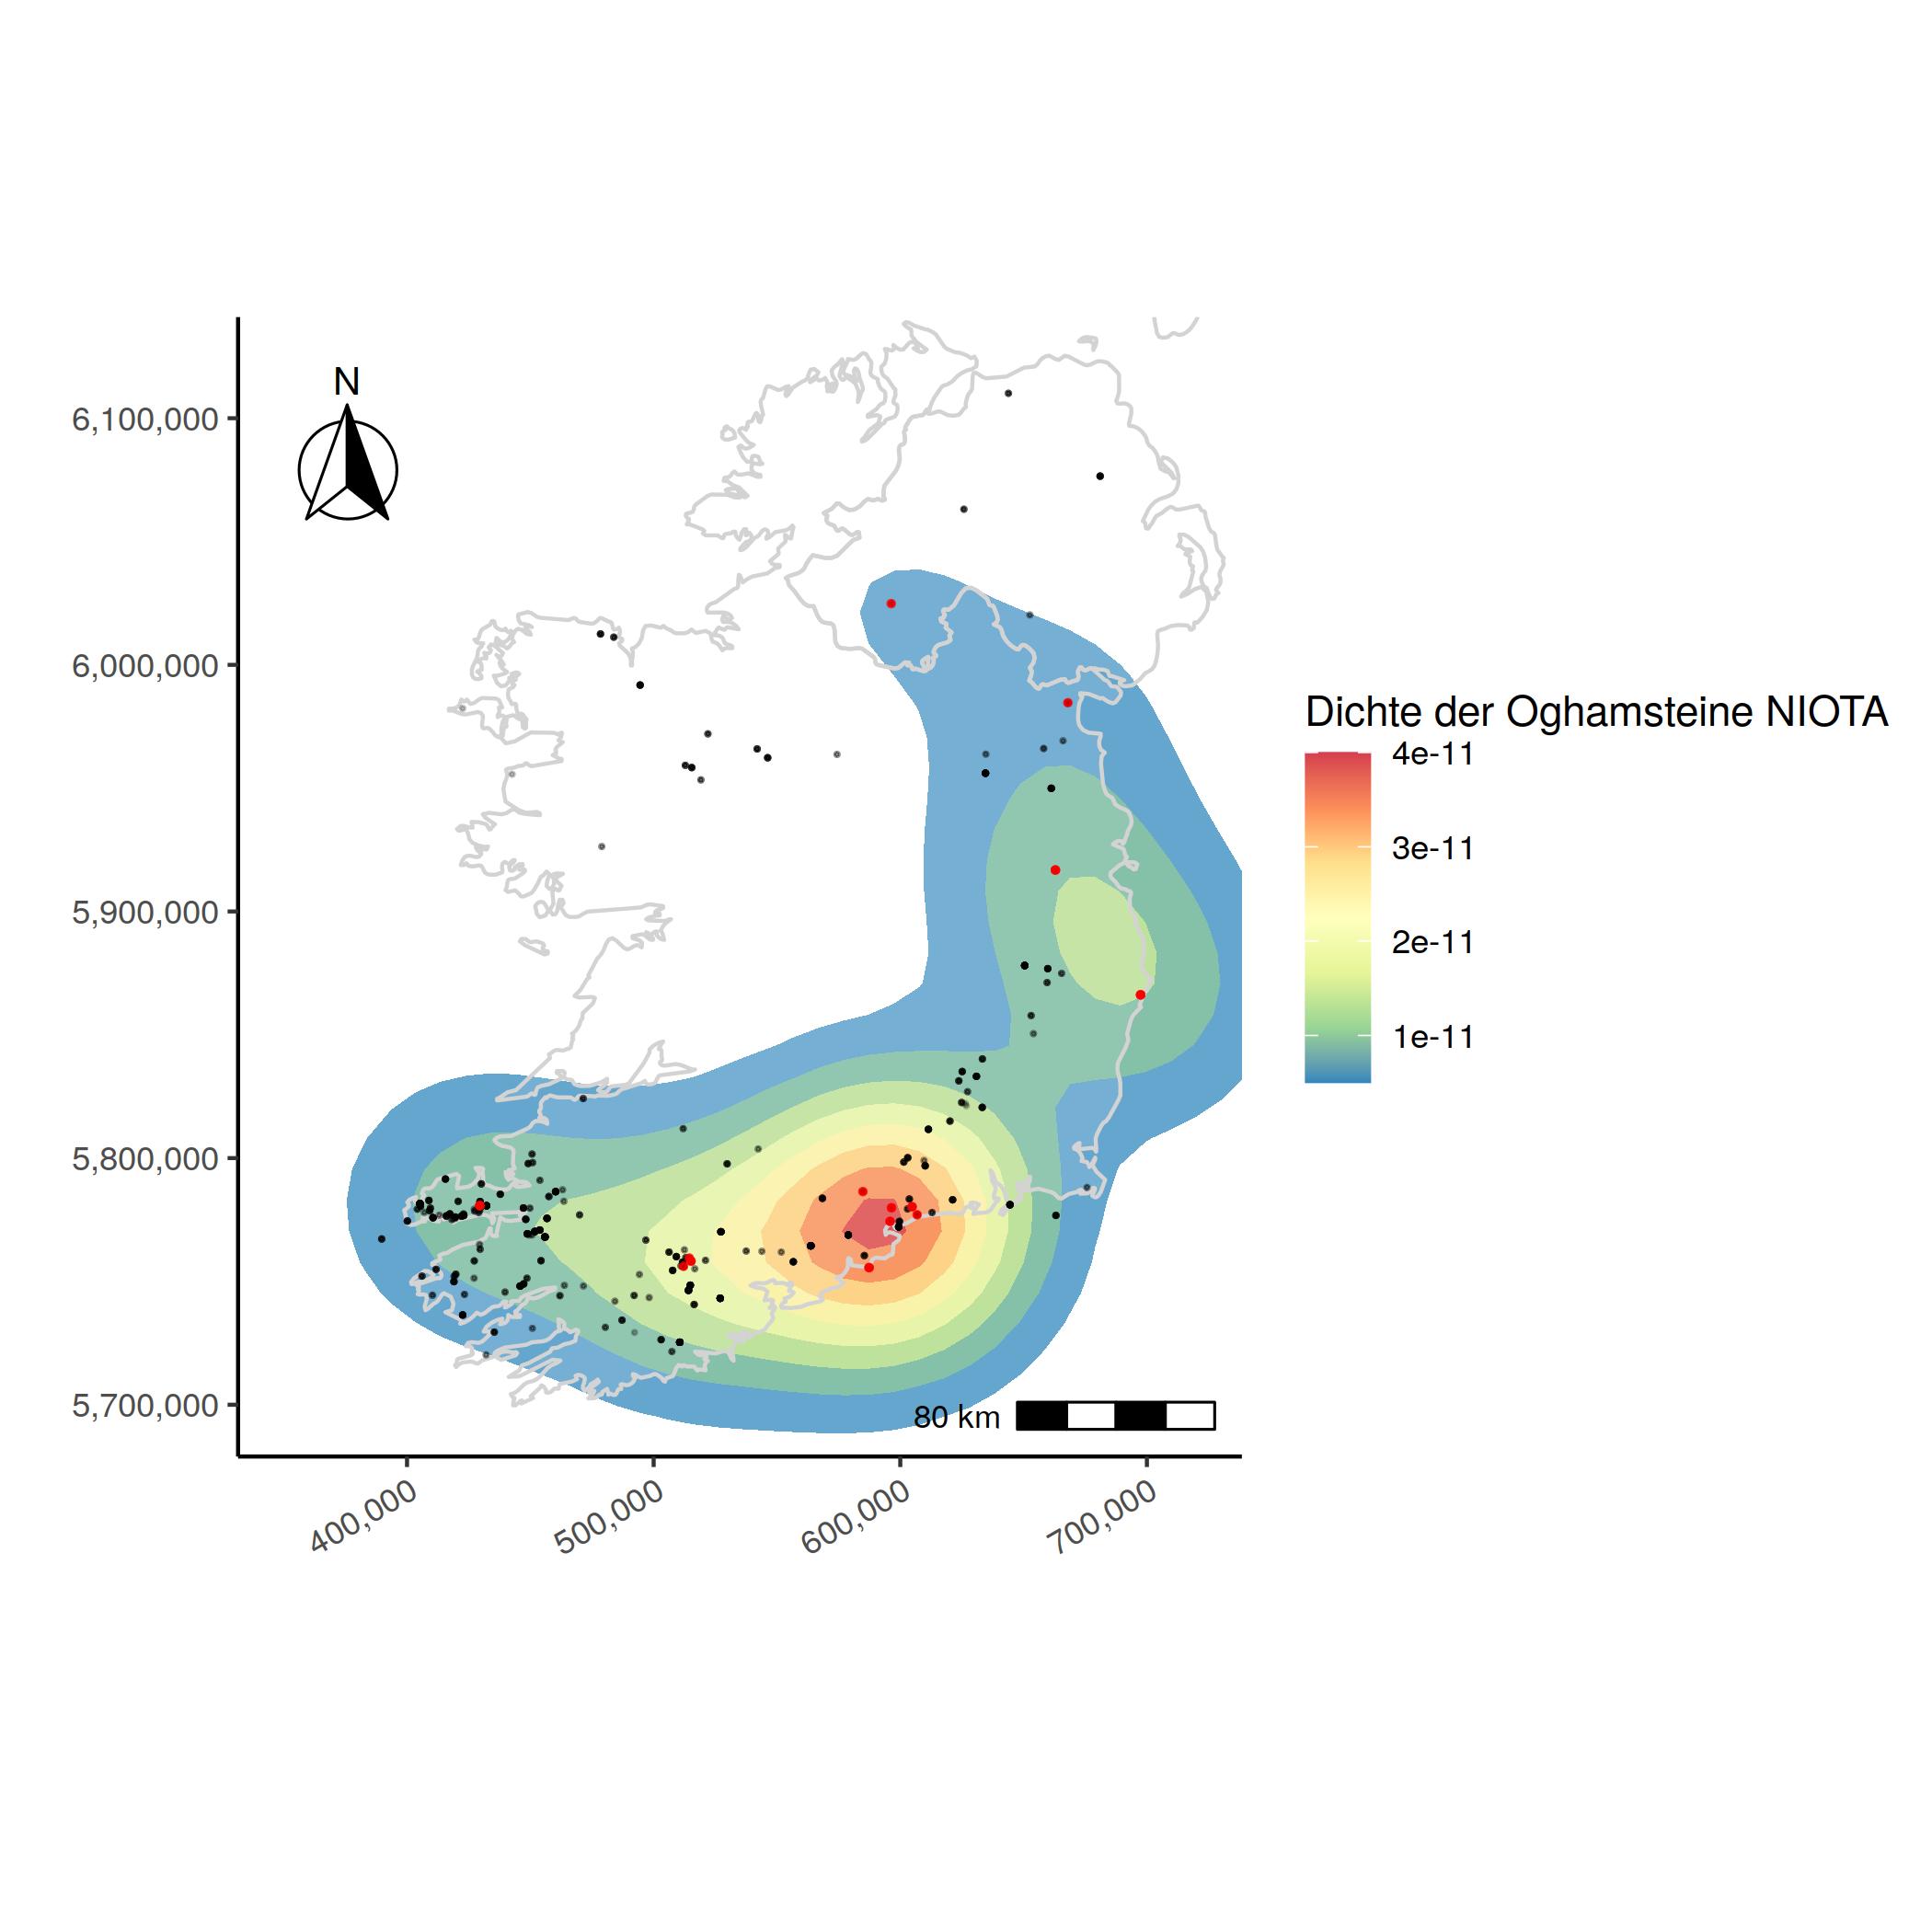 N
6,100,000
6,000,000
5,900,000
5,800,000
5,700,000
80 km
400,000
500,000
600,000
700,000
Dichte der Oghamsteine NIOTA
4e-11
3e-11
2e-11
1e-11